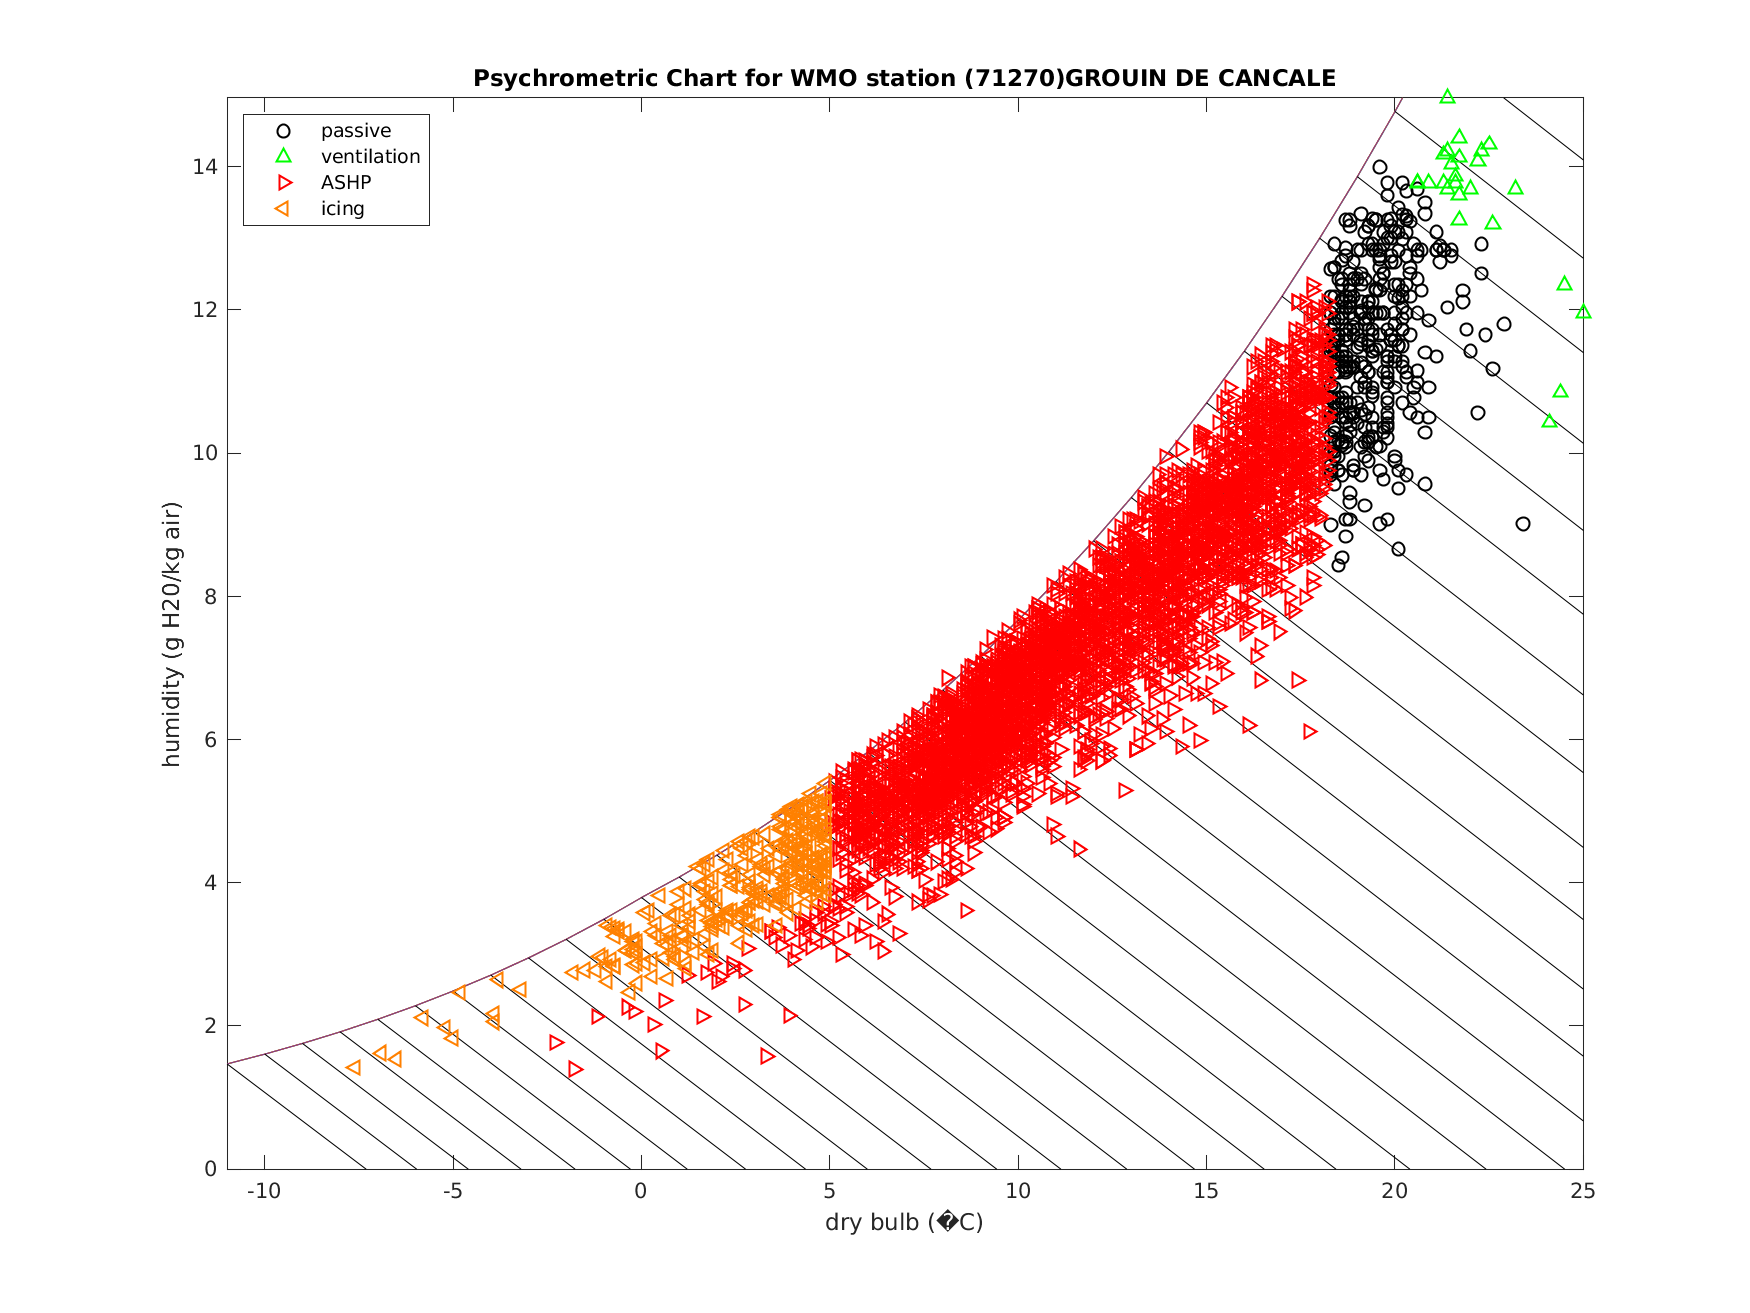 Psychrometric Chart for WMO station (71270)GROUIN DE CANCALE
passive
ventilation
ASHP
icing
humidity (g H20/kg air)
14
12
10
8
6
4
2
0
-10 -5 0 5 10 15 20 25
dry bulb (�C)